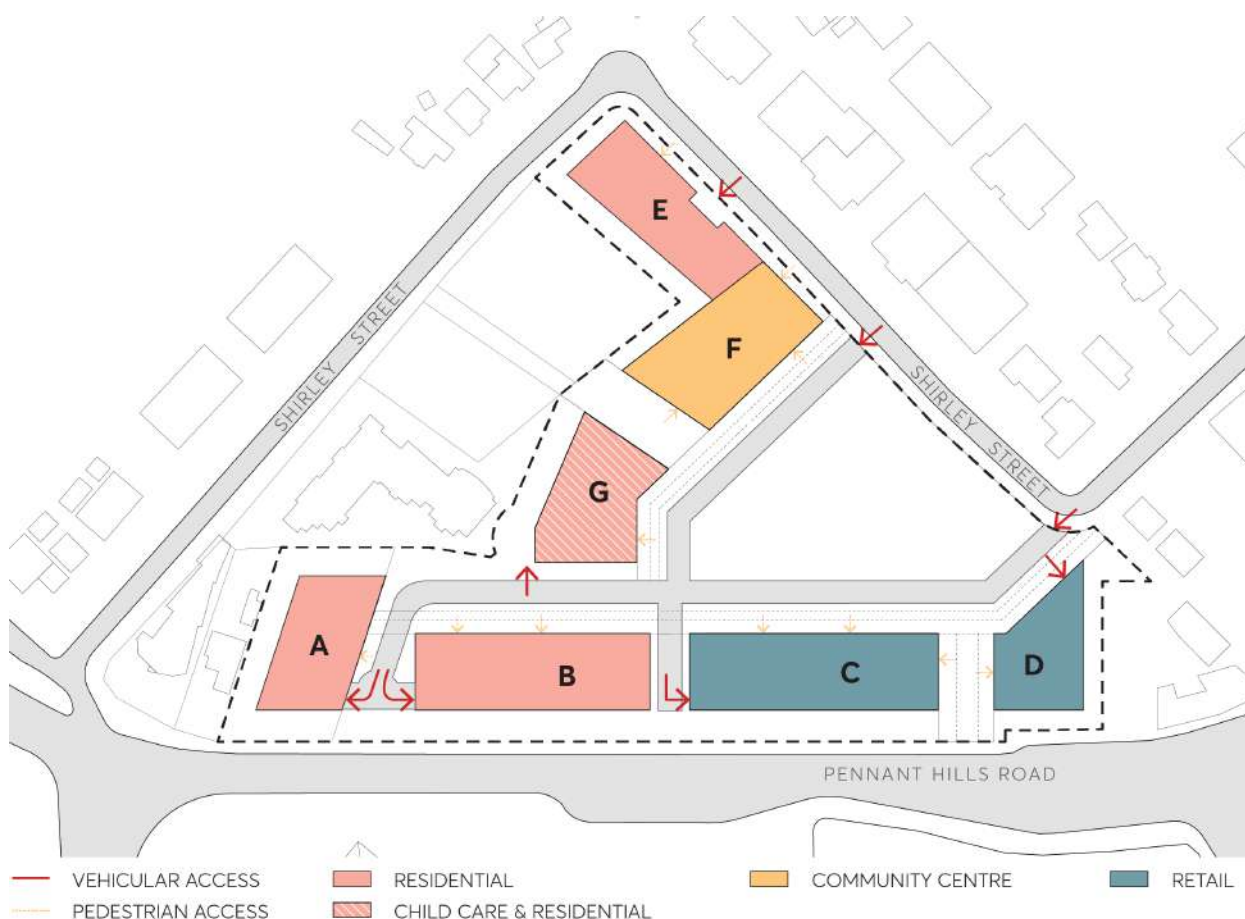 E
F
SHIRLEY STREET
SHIRLEY STREET
G
A
B
C
D
PENNANT HILLS ROAD
VEHICULAR ACCESS
RESIDENTIAL
COMMUNITY CENTRE
RETAIL
PEDESTRIAN ACCESS
CHILD CARE & RESIDENTIAL